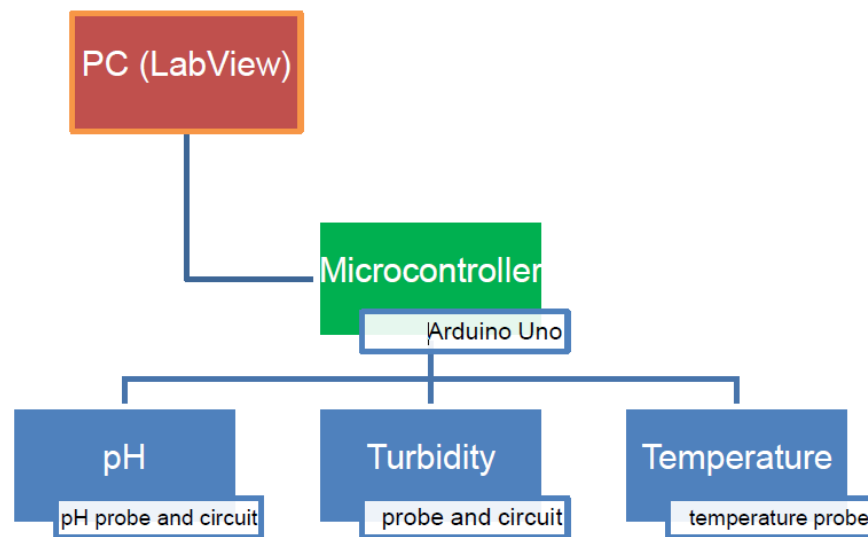 PC (LabView)
Microcontroller
Arduino Uno
pH
pH probe and circuit
Turbidity
probe and circuit
Temperature
temperature probe